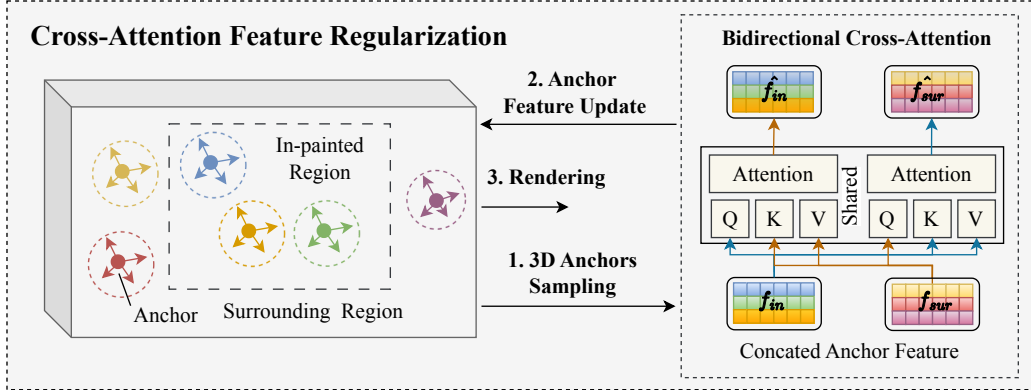 Cross-Attention Feature Regularization
In-painted
Region
Anchor
Surrounding Region
2. Anchor
Feature Update
3. Rendering
1. 3D Anchors
Sampling
Bidirectional Cross-Attention
f̂in
f̂sur
Attention
Shared
Attention
Q
K
V
Q
K
V
fin
fsur
Concated Anchor Feature